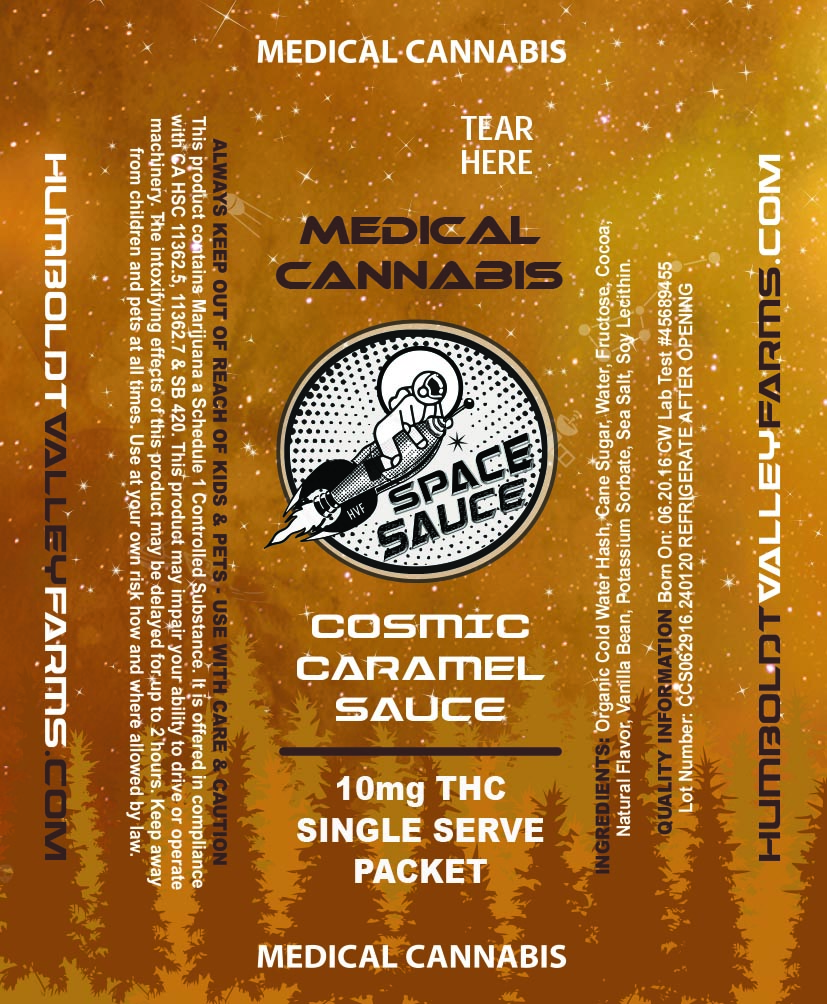 MEDICAL CANNABIS
TEAR
HERE
MEDICAL
CANNABIS
HVF
SPACE
SAUCE
COSMIC
CARAMEL
SAUCE
10mg THC
SINGLE SERVE
PACKET
MEDICAL CANNABIS
HUMBOLDTVALLEYFARMS.COM
ALWAYS KEEP OUT OF REACH OF KIDS & PETS - USE WITH CARE & CAUTION
This product contains Marijuana a Schedule 1 Controlled Substance. It is offered in compliance
with CA HSC 11362.5, 11362.7 & SB 420. This product may impair your ability to drive or operate
machinery. The intoxifying effects of this product may be delayed for up to 2 hours. Keep away
from children and pets at all times. Use at your own risk how and where allowed by law.
INGREDIENTS: Organic Cold Water Hash, Cane Sugar, Water, Fructose, Cocoa,
Natural Flavor, Vanilla Bean, Potassium Sorbate, Sea Salt, Soy Lecithin.
QUALITY INFORMATION Born On: 06.20.16 CW Lab Test #45689455
Lot Number: CCS062916.240120 REFRIGERATE AFTER OPENING
HUMBOLDTVALLEYFARMS.COM